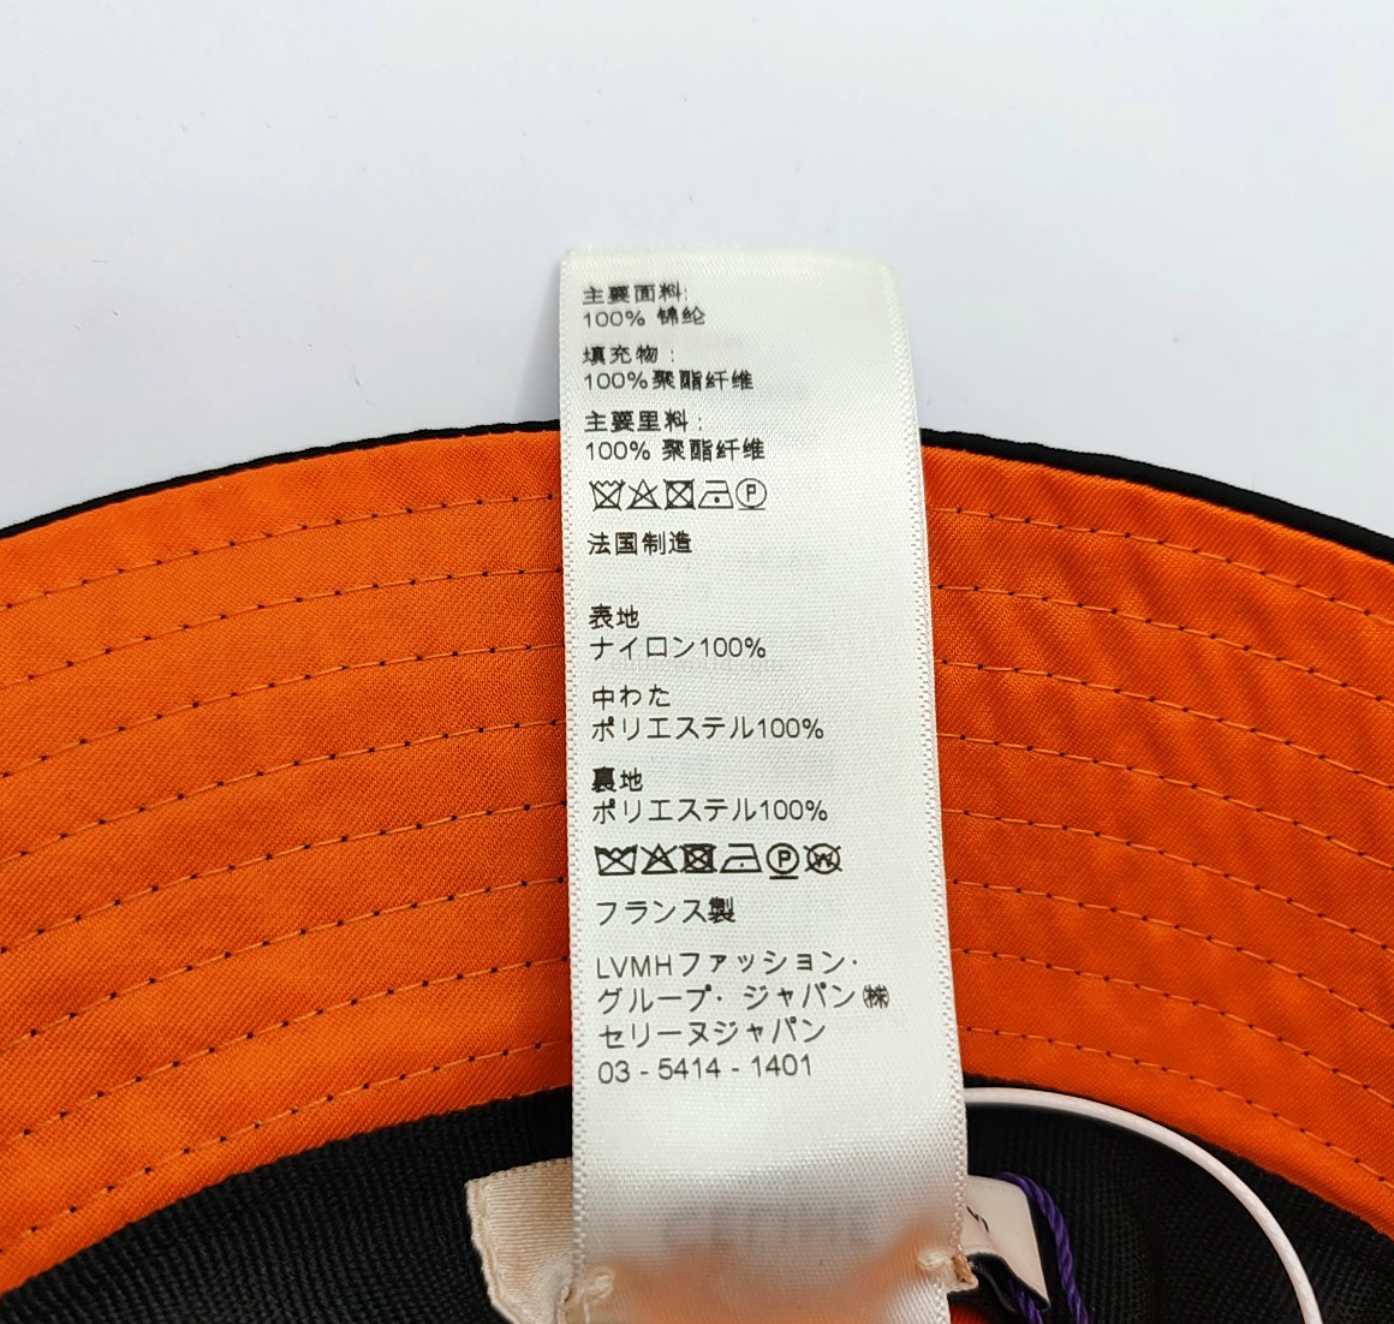 主要面料:
100% 锦纶
填充物 :
100%聚酯纤维
主要里料 :
100% 聚酯纤维
P
法国制造
表地
ナイロン100%
中わた
ポリエステル100%
裏地
ポリエステル100%
P W
フランス製
LVMHファッション・
グループ・ジャパン㈱
セリーヌジャパン
03 - 5414 - 1401